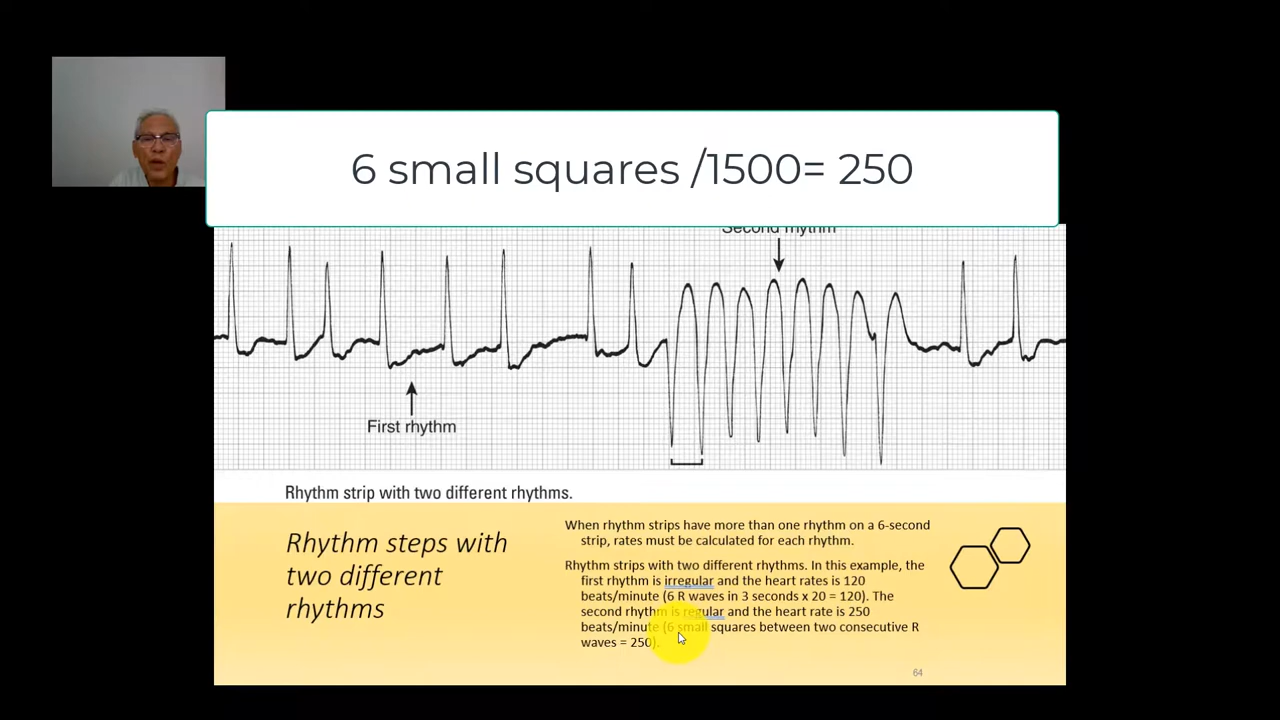 6 small squares /1500= 250
Second rhythm
First rhythm
Rhythm strip with two different rhythms.
Rhythm steps with
two different
rhythms
When rhythm strips have more than one rhythm on a 6-second
strip, rates must be calculated for each rhythm.
Rhythm strips with two different rhythms. In this example, the
first rhythm is irregular and the heart rates is 120
beats/minute (6 R waves in 3 seconds x 20 = 120). The
second rhythm is regular and the heart rate is 250
beats/minute (6 small squares between two consecutive R
waves = 250).
64